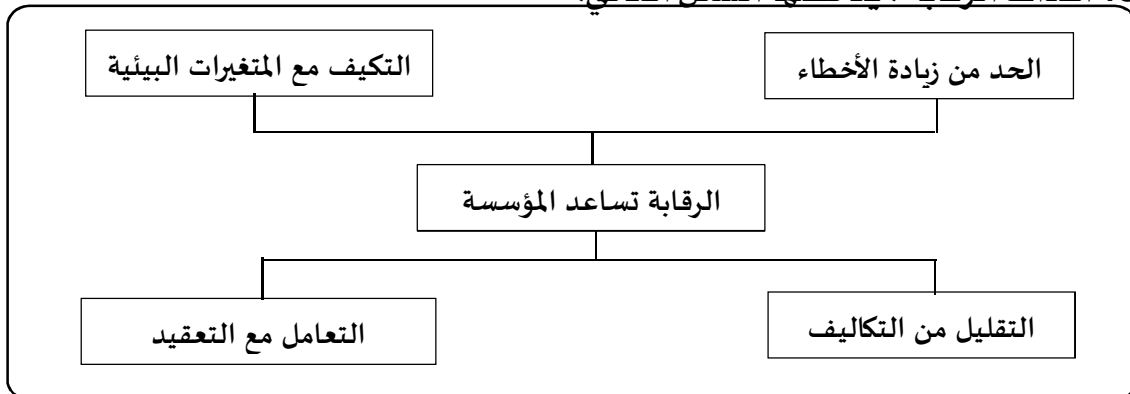 الحد من زيادة الأخطاء
التكيف مع المتغيرات البيئية
الرقابة تساعد المؤسسة
التقليل من التكاليف
التعامل مع التعقيد